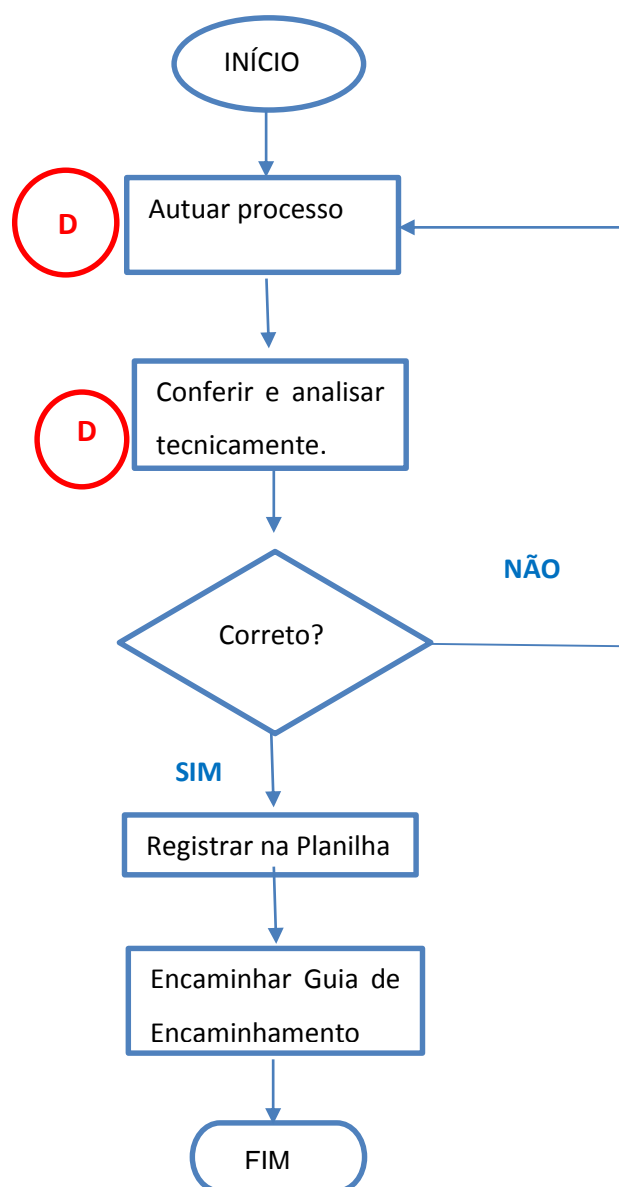 INÍCIO
D
Autuar processo
Conferir e analisar
D
tecnicamente.
NÃO
Correto?
SIM
Registrar na Planilha
Encaminhar Guia de
Encaminhamento
FIM